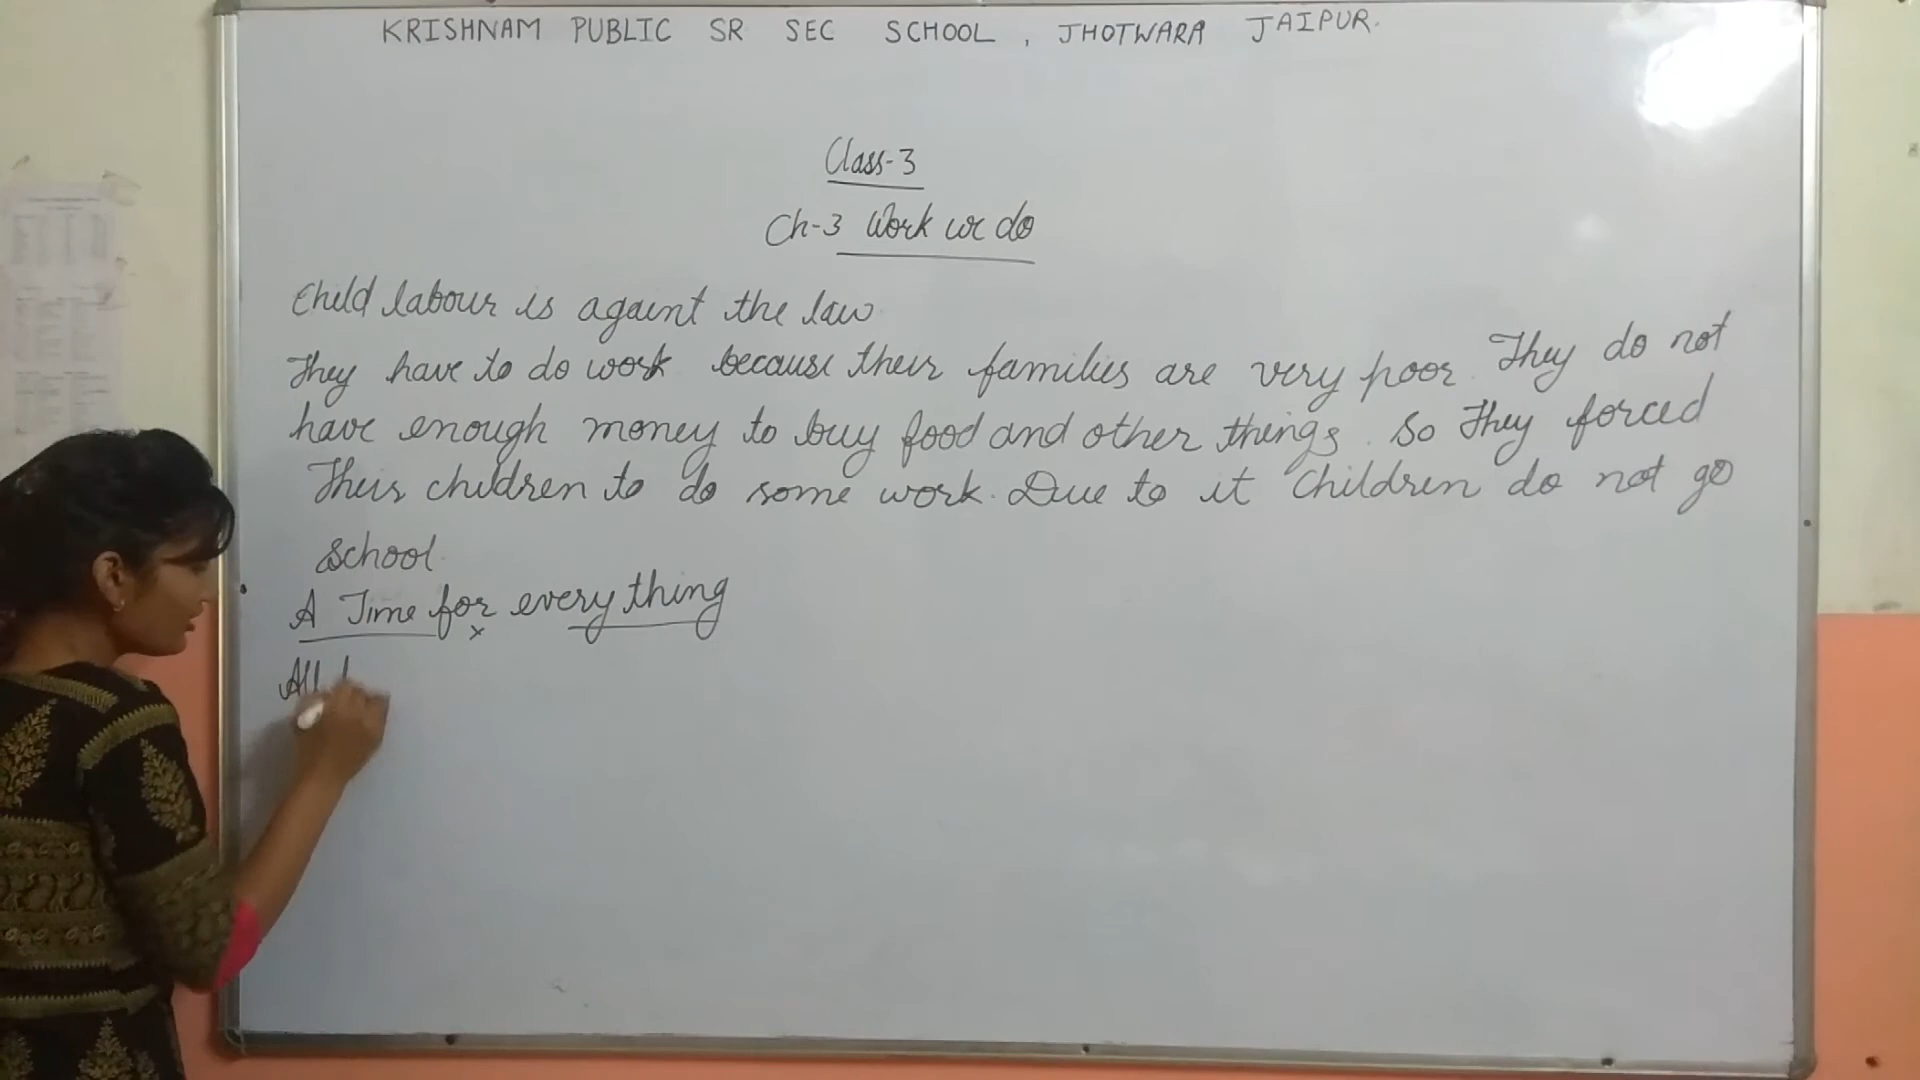 KRISHNAM PUBLIC SR SEC SCHOOL, JHOTWARA JAIPUR.
Class-3
Ch-3 Work we do
Child labour is againt the law
They have to do work because their families are very poor. They do not
have enough money to buy food and other things. So they forced
Their children to do some work. Due to it children do not go
school.
A Time for every thing
All